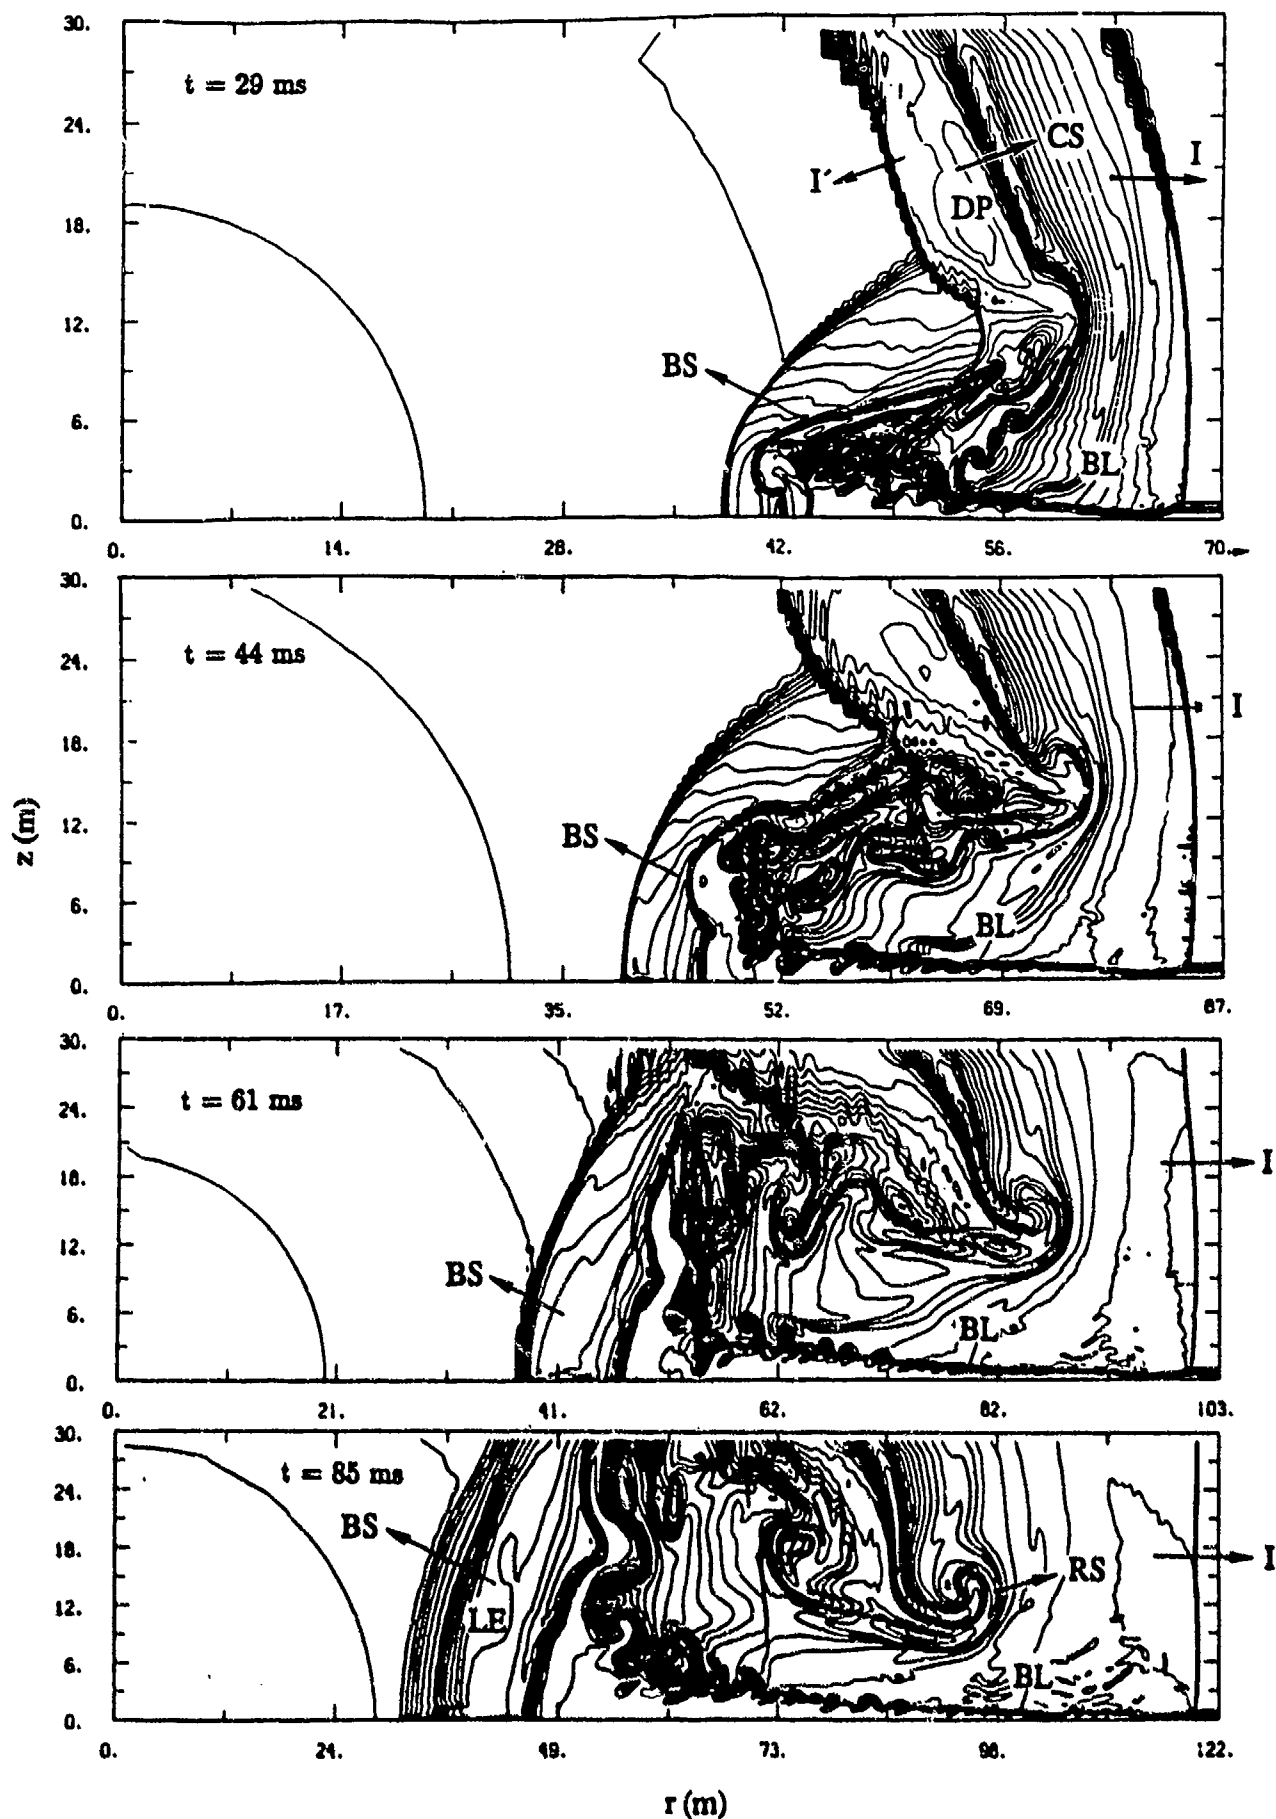 30.
t = 29 ms
24.
CS
I
I′
18.
DP
12.
BS
6.
BL
0.
0. 14. 28. 42. 56. 70.
30.
t = 44 ms
24.
I
18.
z (m)
12.
BS
6.
BL
0.
0. 17. 35. 52. 69. 87.
30.
t = 61 ms
24.
18.
I
12.
BS
6.
BL
0.
0. 21. 41. 62. 82. 103.
30.
t = 85 ms
24.
BS
18.
I
RS
12.
LE
6.
BL
0.
0. 24. 49. 73. 98. 122.
r (m)